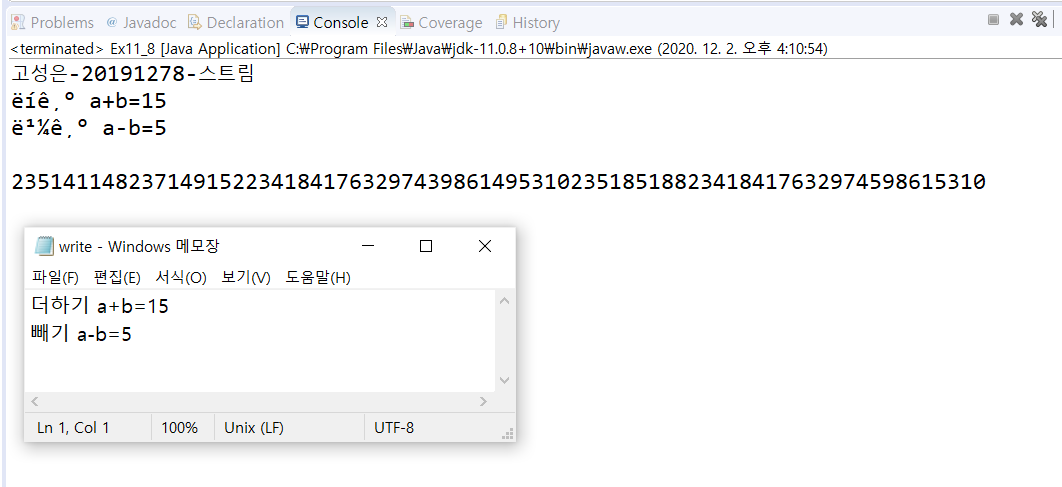 Problems @ Javadoc Declaration Console Coverage History
<terminated> Ex11_8 [Java Application] C:₩Program Files₩Java₩jdk-11.0.8+10₩bin₩javaw.exe (2020. 12. 2. 오후 4:10:54)
고성은-20191278-스트림
ëíê¸° a+b=15
ë¹¼ê¸° a-b=5
235141148237149152234184176329743986149531023518518823418417632974598615310
write - Windows 메모장
파일(F) 편집(E) 서식(O) 보기(V) 도움말(H)
더하기 a+b=15
빼기 a-b=5
Ln 1, Col 1 100% Unix (LF) UTF-8